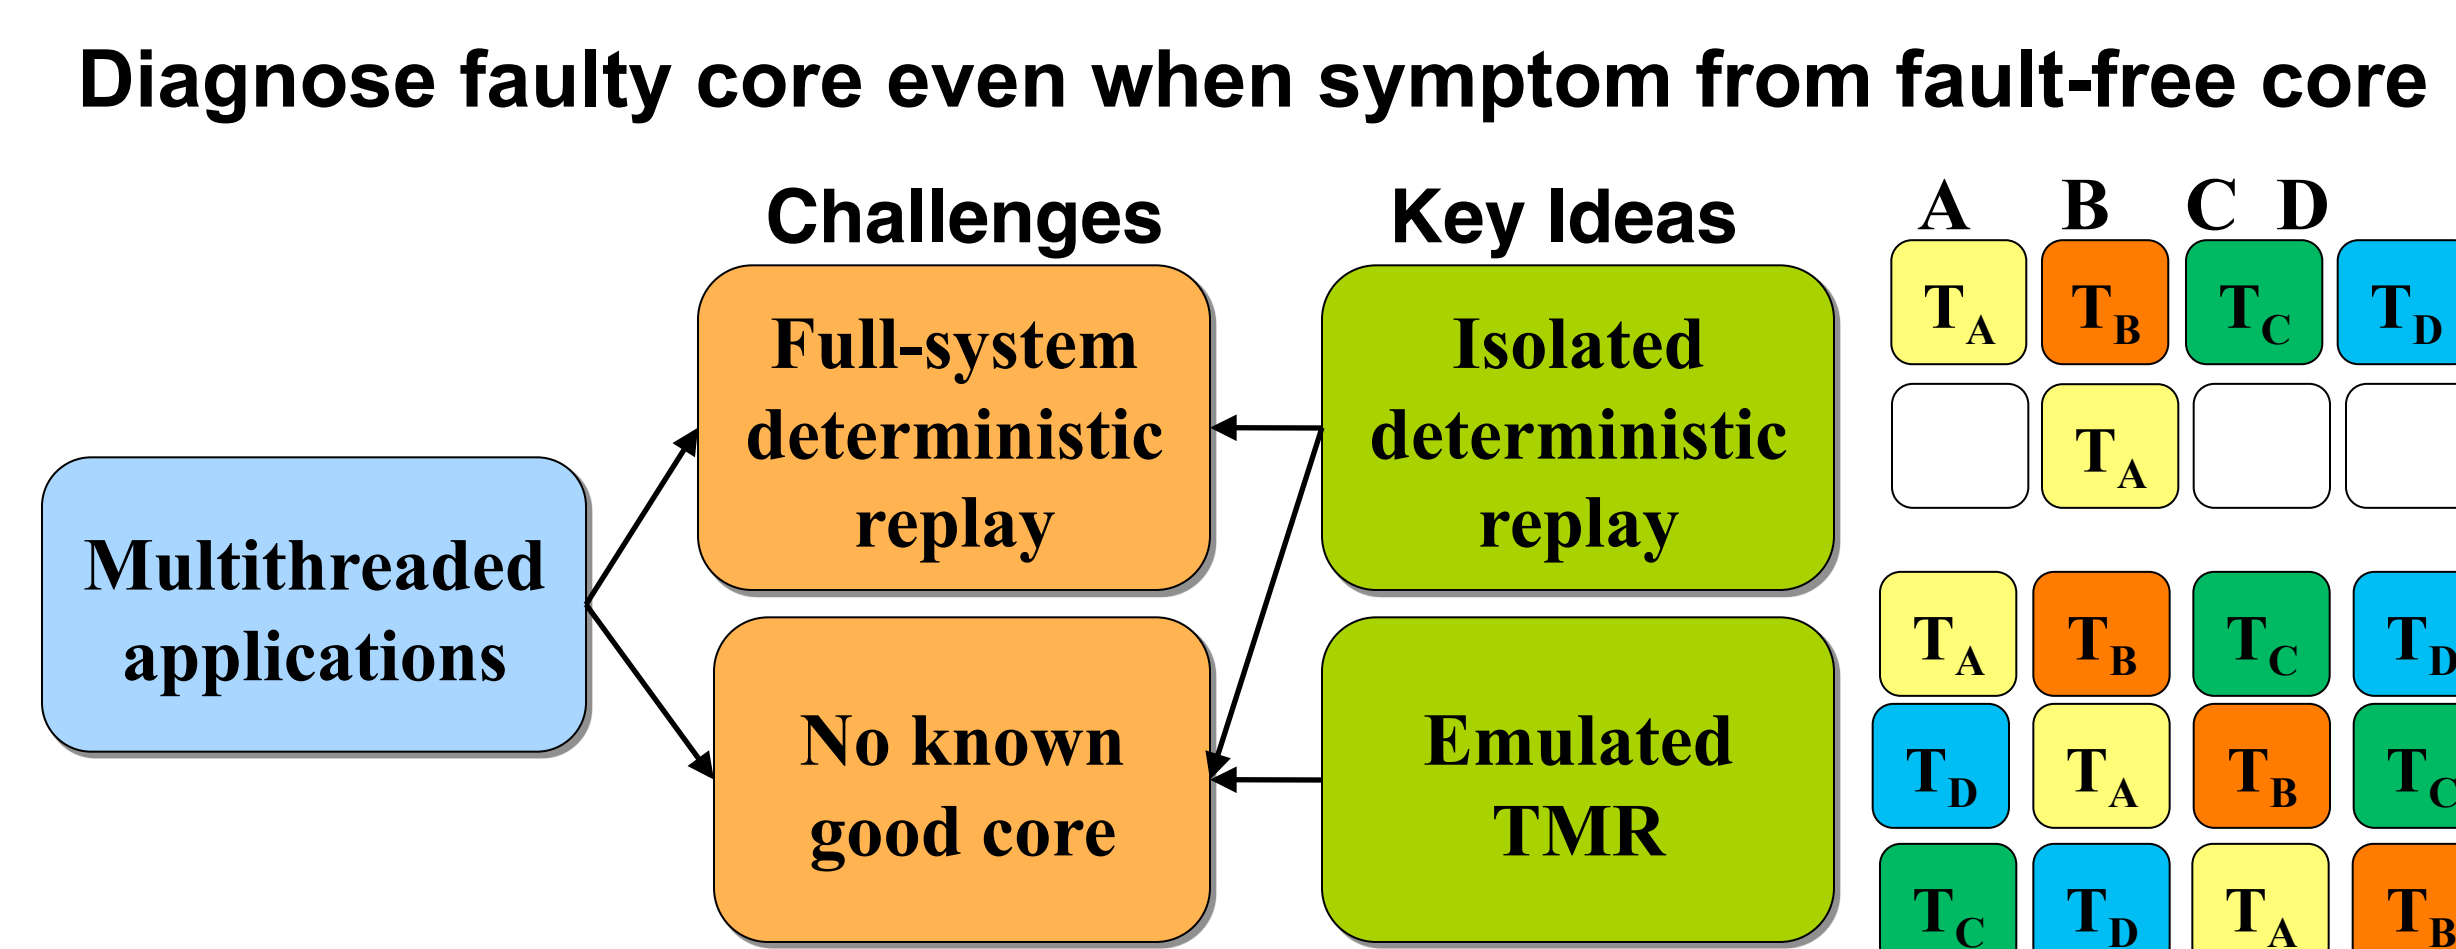 Diagnose faulty core even when symptom from fault-free core
Challenges
Key Ideas
A B C D
Multithreaded
applications
Full-system
deterministic
replay
No known
good core
Isolated
deterministic
replay
Emulated
TMR
TA TB TC TD
TA
TA TB TC TD
TD TA TB TC
TC TD TA TB